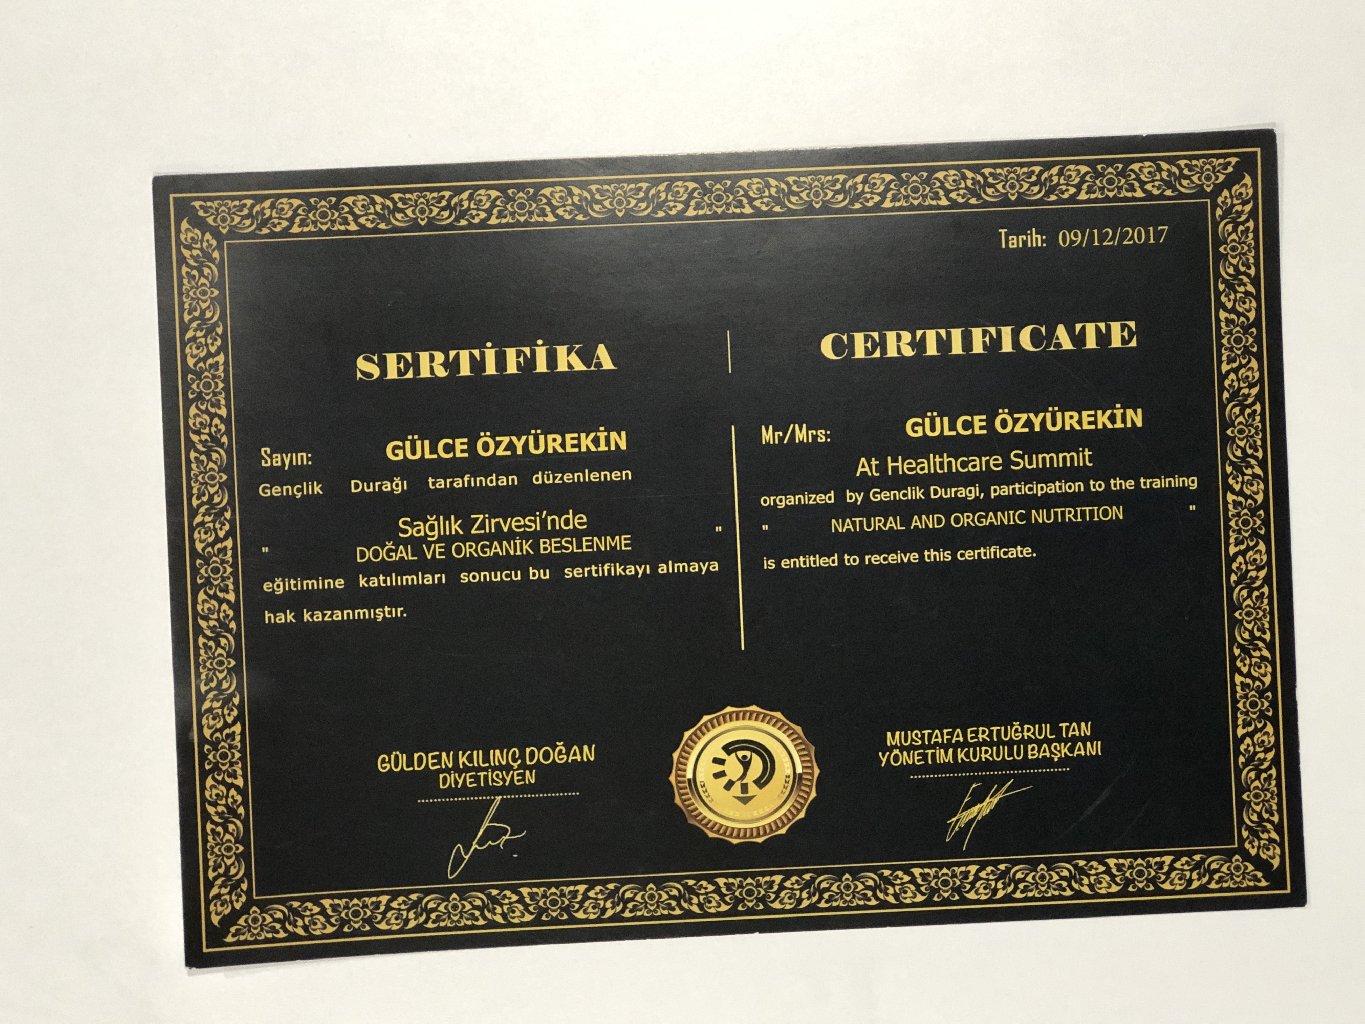 Tarih: 09/12/2017
SERTİFİKA
Sayın: GÜLCE ÖZYÜREKİN
Gençlik Durağı tarafından düzenlenen
Sağlık Zirvesi’nde
" DOĞAL VE ORGANİK BESLENME "
eğitimine katılımları sonucu bu sertifikayı almaya
hak kazanmıştır.
CERTIFICATE
Mr/Mrs: GÜLCE ÖZYÜREKİN
At Healthcare Summit
organized by Genclik Duragi, participation to the training
" NATURAL AND ORGANIC NUTRITION "
is entitled to receive this certificate.
GÜLDEN KILINÇ DOĞAN
DİYETİSYEN
MUSTAFA ERTUĞRUL TAN
YÖNETİM KURULU BAŞKANI